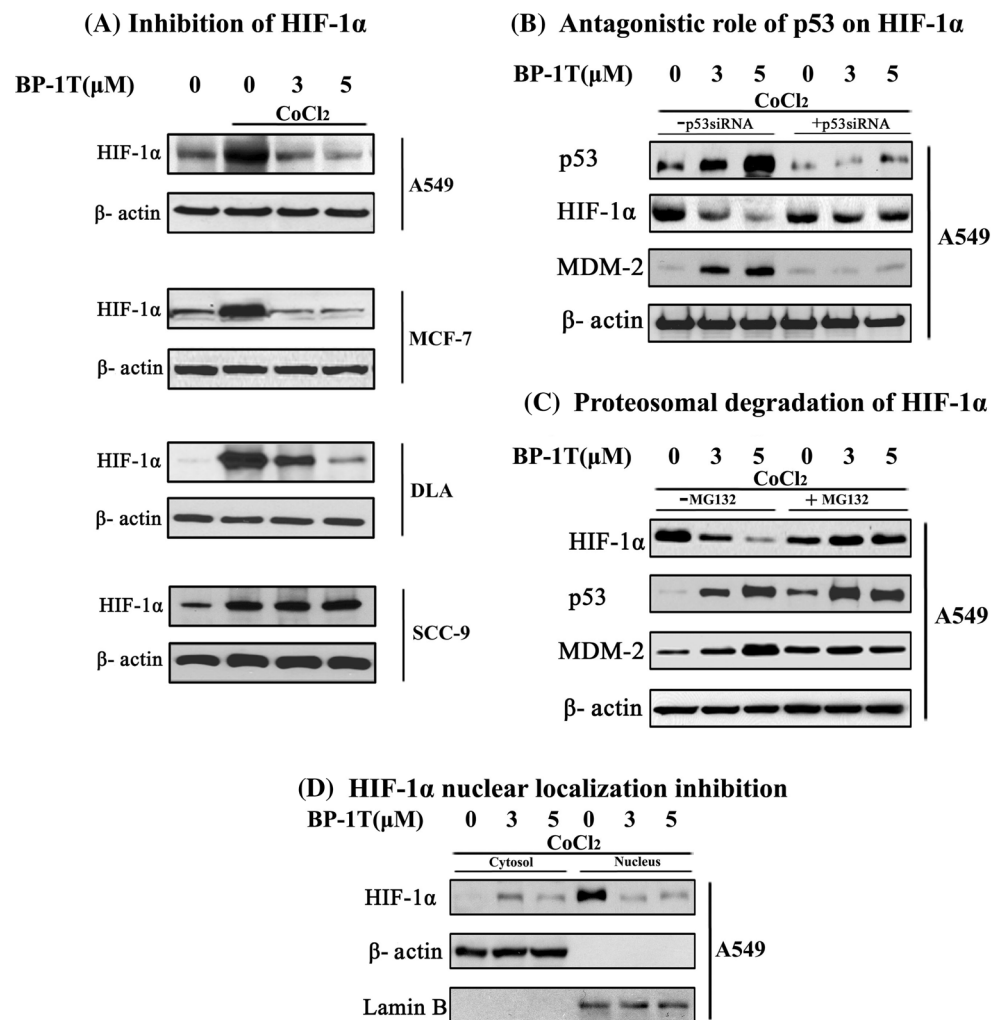 (A) Inhibition of HIF-1α
BP-1T(μM) 0 0 3 5
CoCl2
HIF-1α
β- actin
A549
HIF-1α
β- actin
MCF-7
HIF-1α
β- actin
DLA
HIF-1α
β- actin
SCC-9
(B) Antagonistic role of p53 on HIF-1α
BP-1T(μM) 0 3 5 0 3 5
CoCl2
-p53siRNA +p53siRNA
p53
HIF-1α
MDM-2
β- actin
A549
(C) Proteosomal degradation of HIF-1α
BP-1T(μM) 0 3 5 0 3 5
CoCl2
-MG132 + MG132
HIF-1α
p53
MDM-2
β- actin
A549
(D) HIF-1α nuclear localization inhibition
BP-1T(μM) 0 3 5 0 3 5
CoCl2
Cytosol Nucleus
HIF-1α
β- actin
Lamin B
A549